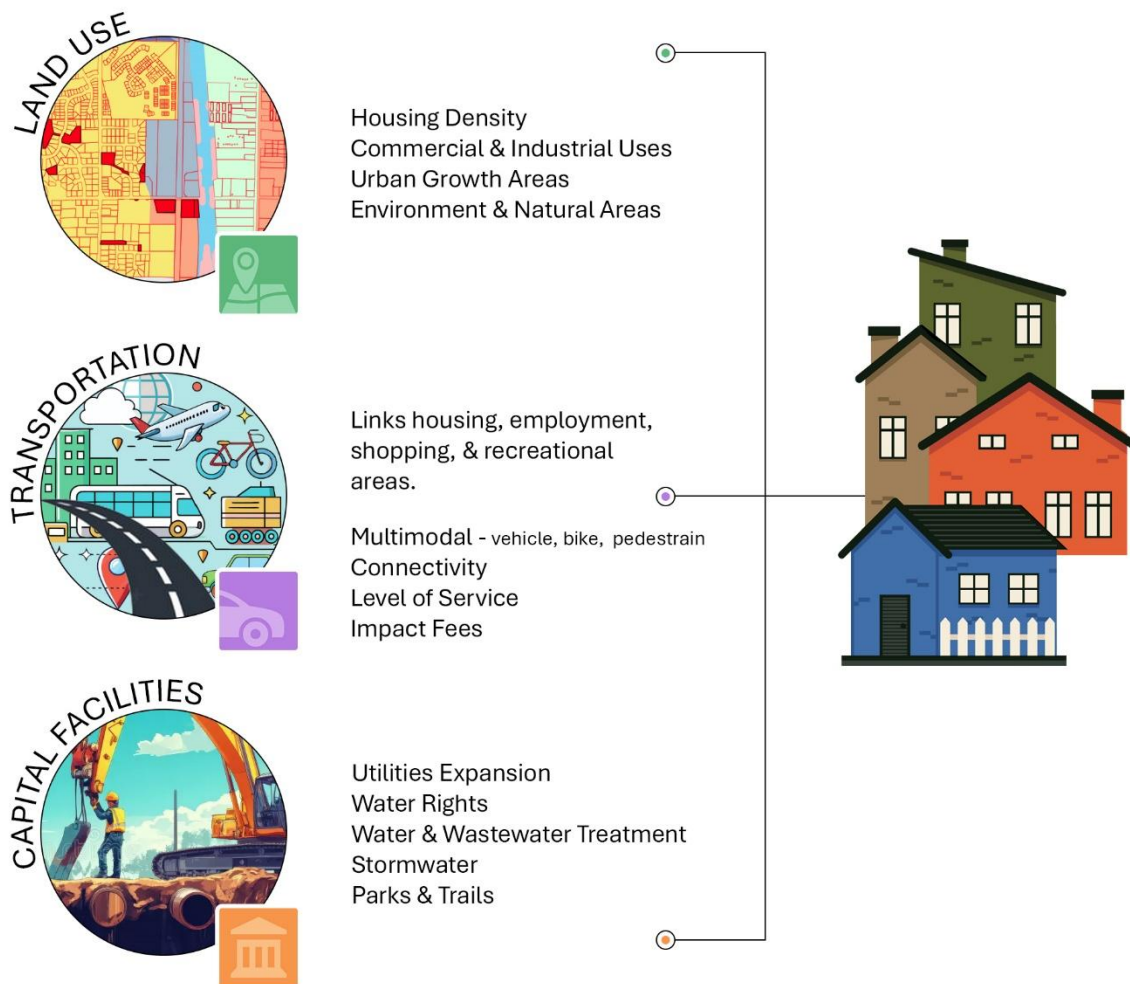 LAND USE
Housing Density
Commercial & Industrial Uses
Urban Growth Areas
Environment & Natural Areas
TRANSPORTATION
Links housing, employment,
shopping, & recreational
areas.
Multimodal - vehicle, bike, pedestrain
Connectivity
Level of Service
Impact Fees
CAPITAL FACILITIES
Utilities Expansion
Water Rights
Water & Wastewater Treatment
Stormwater
Parks & Trails